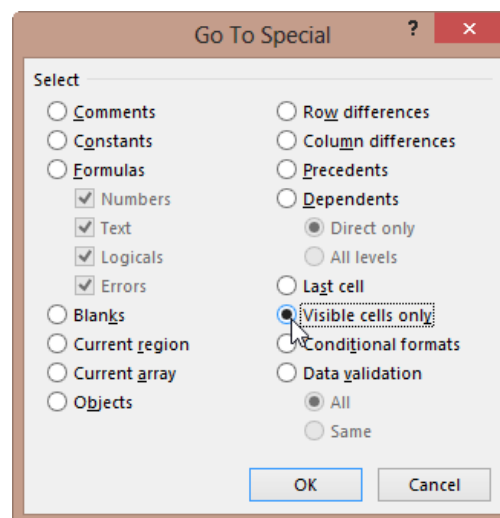 Go To Special
?
×
Select
Comments
Constants
Formulas
Numbers
Text
Logicals
Errors
Blanks
Current region
Current array
Objects
Row differences
Column differences
Precedents
Dependents
Direct only
All levels
Last cell
Visible cells only
Conditional formats
Data validation
All
Same
OK
Cancel